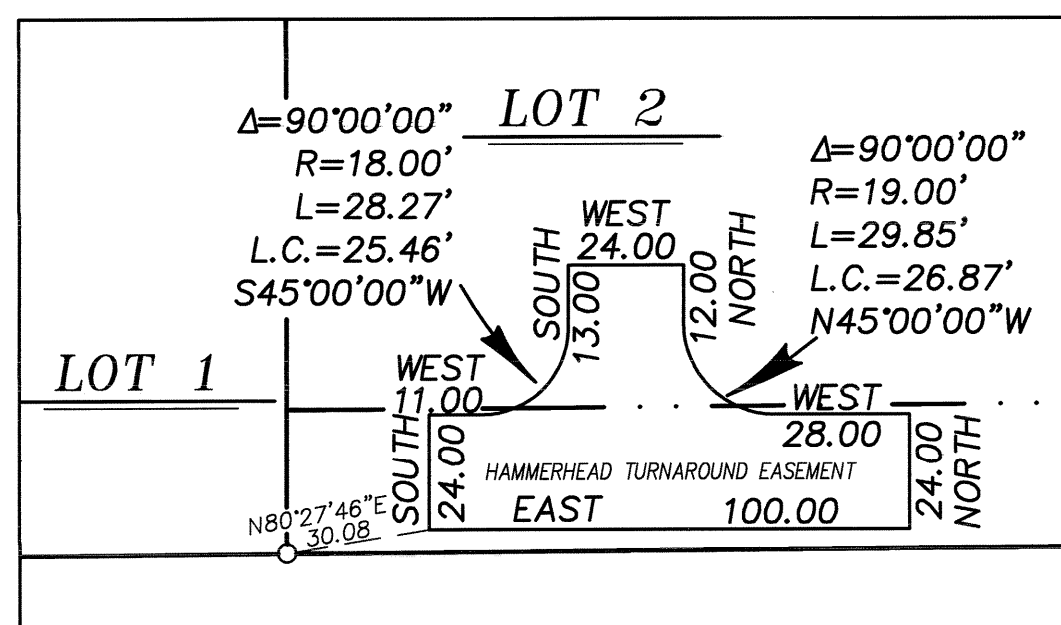 LOT 2
Δ=90°00'00"
R=18.00'
L=28.27'
L.C.=25.46'
S45°00'00"W
Δ=90°00'00"
R=19.00'
L=29.85'
L.C.=26.87'
N45°00'00"W
WEST
24.00
SOUTH
13.00
12.00
NORTH
LOT 1
WEST
11.00
WEST
28.00
SOUTH
24.00
HAMMERHEAD TURNAROUND EASEMENT
EAST 100.00
24.00
NORTH
N80°27'46"E
30.08